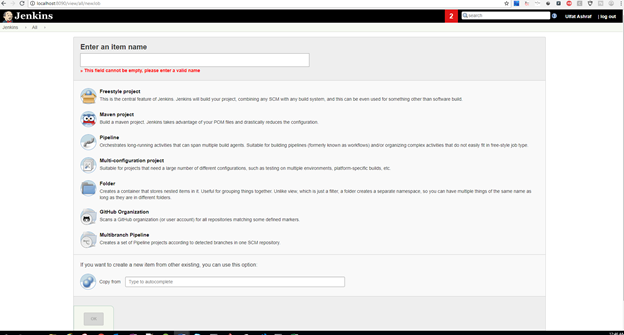 localhost:8080/view/all/newJob
Jenkins
2
search
Ulfat Ashraf
| log out
Jenkins
All
Enter an item name
» This field cannot be empty, please enter a valid name
Freestyle project
This is the central feature of Jenkins. Jenkins will build your project, combining any SCM with any build system, and this can be even used for something other than software build.
Maven project
Build a maven project. Jenkins takes advantage of your POM files and drastically reduces the configuration.
Pipeline
Orchestrates long-running activities that can span multiple build agents. Suitable for building pipelines (formerly known as workflows) and/or organizing complex activities that do not easily fit in free-style job type
Multi-configuration project
Suitable for projects that need a large number of different configurations, such as testing on multiple environments, platform-specific builds, etc.
Folder
Creates a container that stores nested items in it. Useful for grouping things together. Unlike view, which is just a filter, a folder creates a separate namespace, so you can have multiple things of the same name as
long as they are in different folders.
GitHub Organization
Scans a GitHub organization (or user account) for all repositories matching some defined markers.
Multibranch Pipeline
Creates a set of Pipeline projects according to detected branches in one SCM repository.
If you want to create a new item from other existing, you can use this option:
Copy from
Type to autocomplete
OK